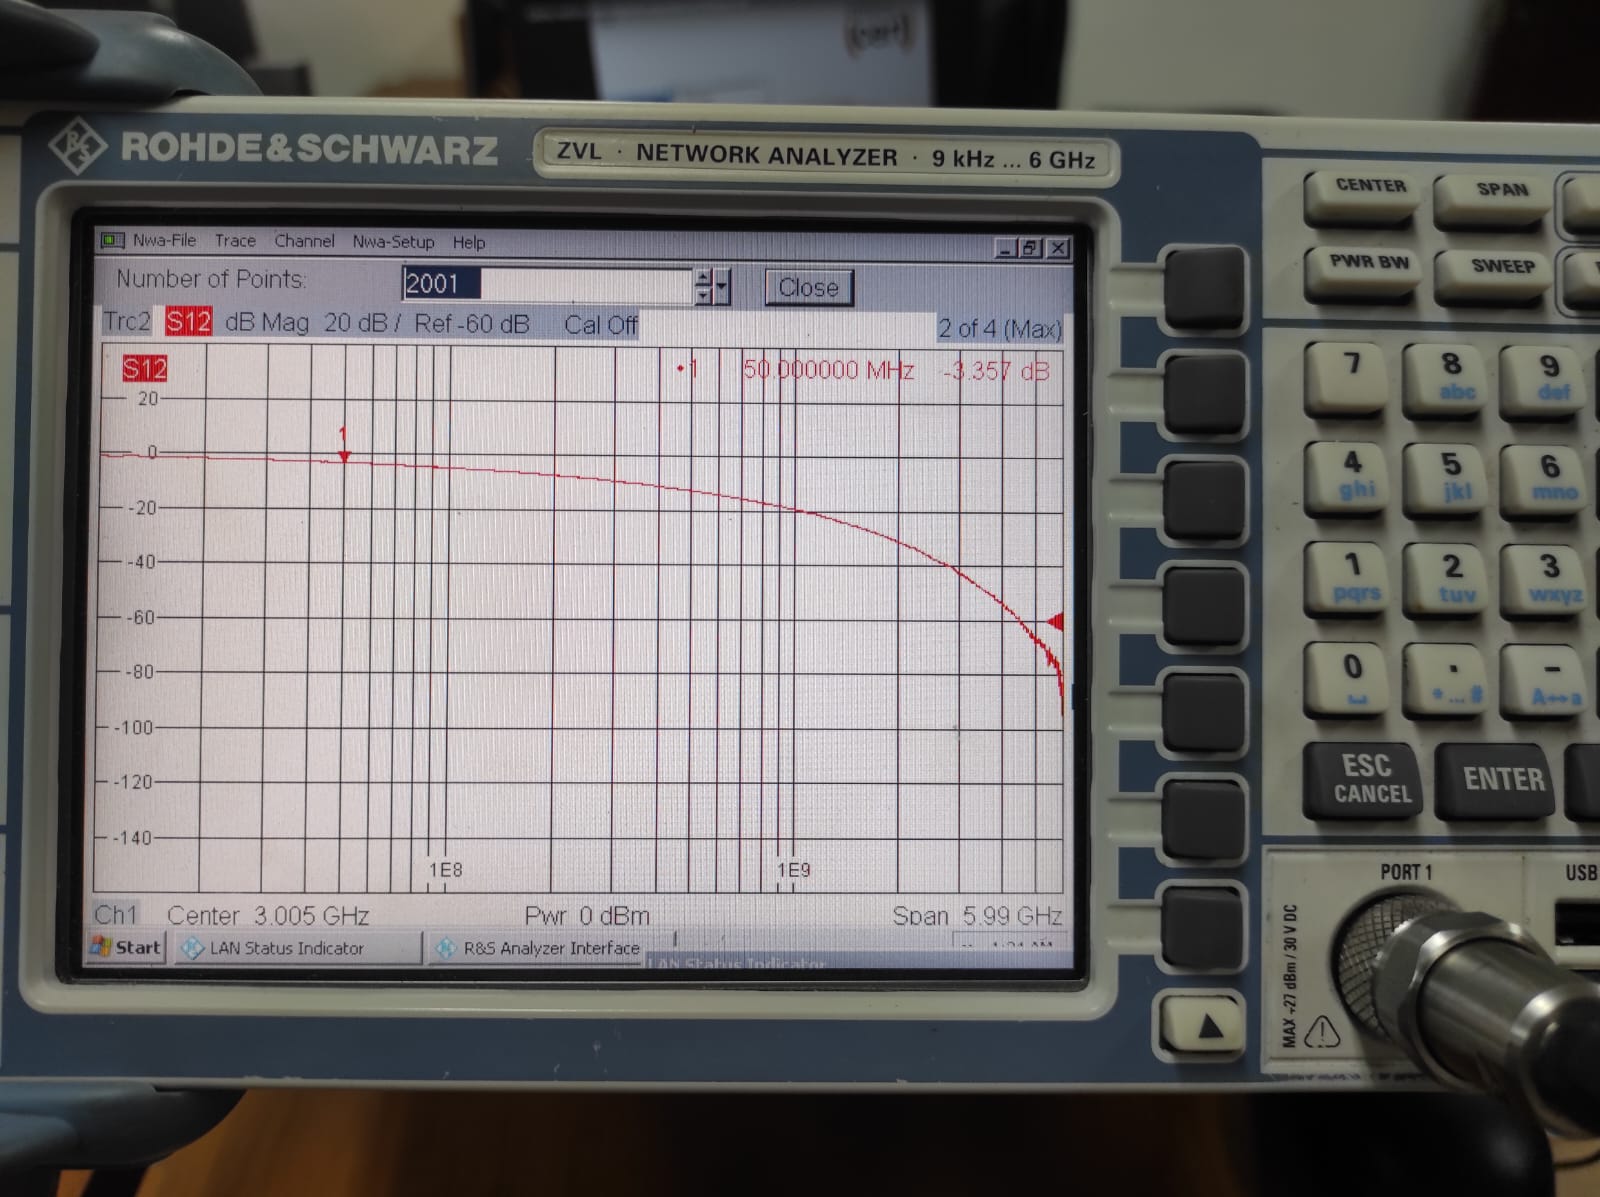 (cert)
ROHDE & SCHWARZ
ZVL · NETWORK ANALYZER · 9 kHz ... 6 GHz
Nwa-File Trace Channel Nwa-Setup Help
Number of Points: 2001 Close
Trc2 S12 dB Mag 20 dB / Ref -60 dB Cal Off 2 of 4 (Max)
S12
•1 50.000000 MHz -3.357 dB
20
1
0
-20
-40
-60
-80
-100
-120
-140
1E8 1E9
Ch1 Center 3.005 GHz Pwr 0 dBm Span 5.99 GHz
Start LAN Status Indicator R&S Analyzer Interface
LAN Status Indicator
CENTER SPAN
PWR BW SWEEP
7 8 abc 9 def
4 ghi 5 jkl 6 mno
1 pqrs 2 tuv 3 wxyz
0 . *...# - A↔a
ESC CANCEL ENTER
PORT 1 USB
MAX +27 dBm / 30 V DC